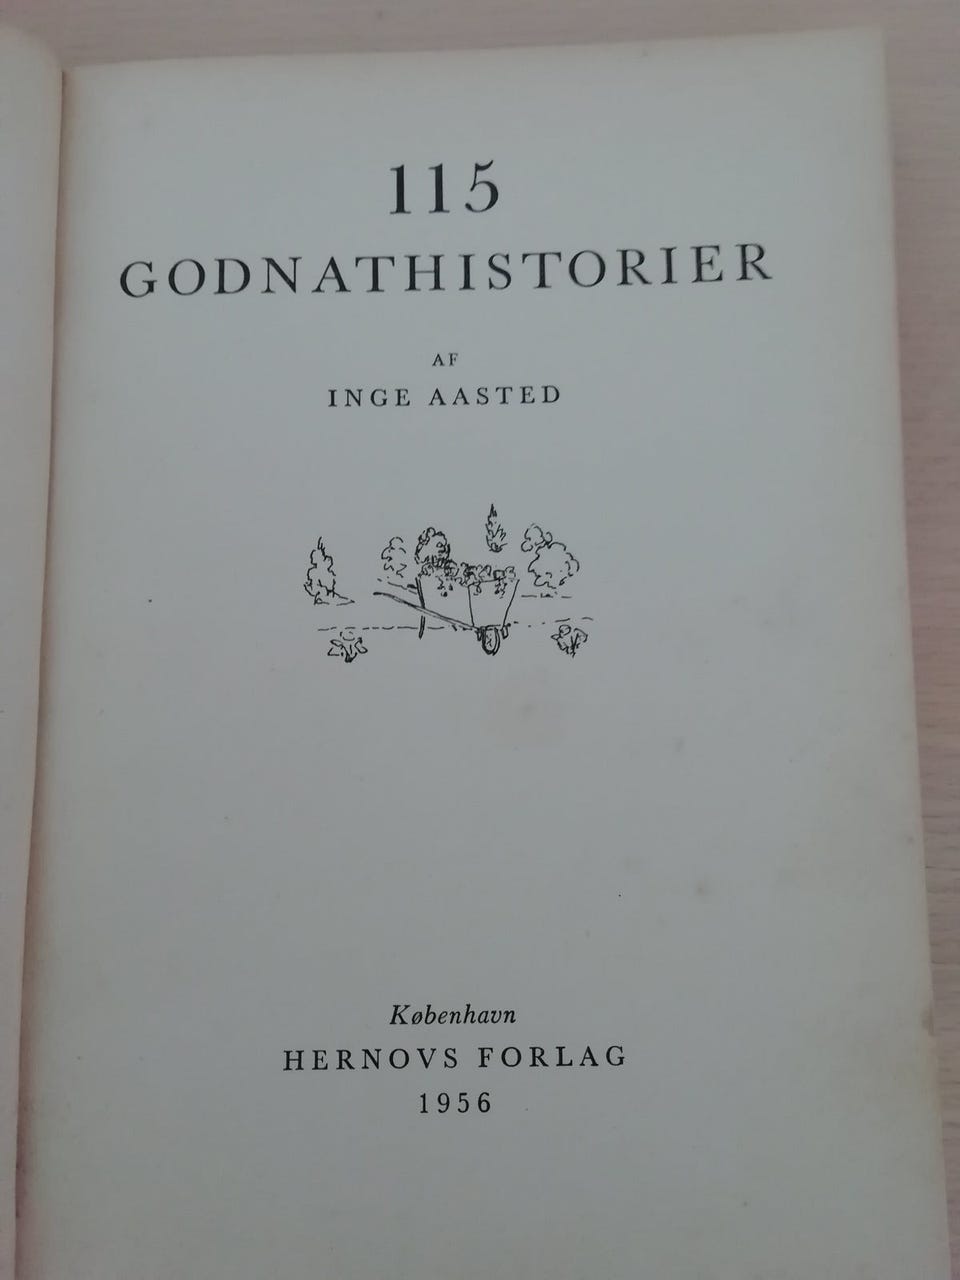 115
GODNATHISTORIER
AF
INGE AASTED
København
HERNOVS FORLAG
1956